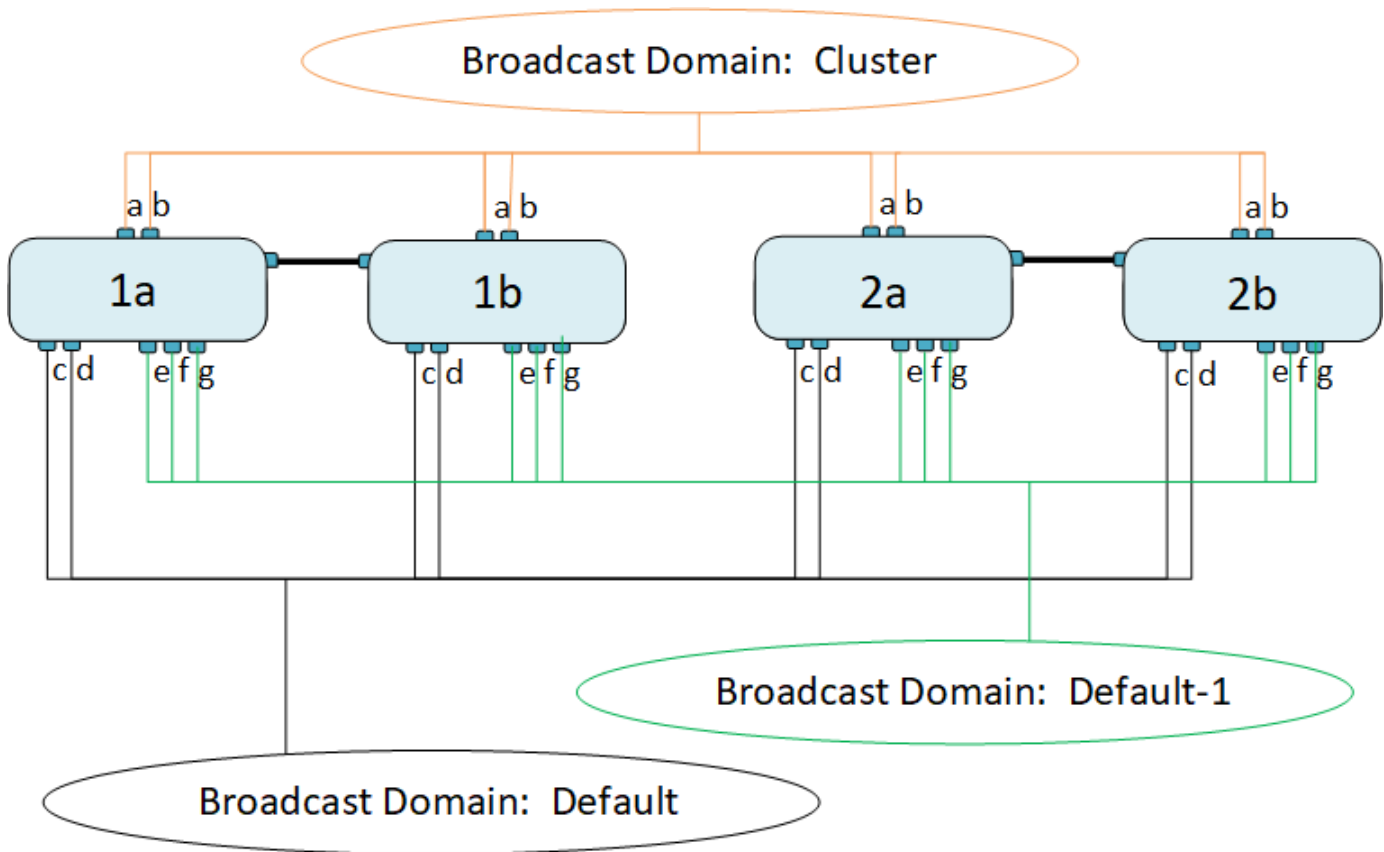 Broadcast Domain: Cluster
a b
a b
a b
a b
1a
1b
2a
2b
c d
e f g
c d
e f g
c d
e f g
c d
e f g
Broadcast Domain: Default-1
Broadcast Domain: Default